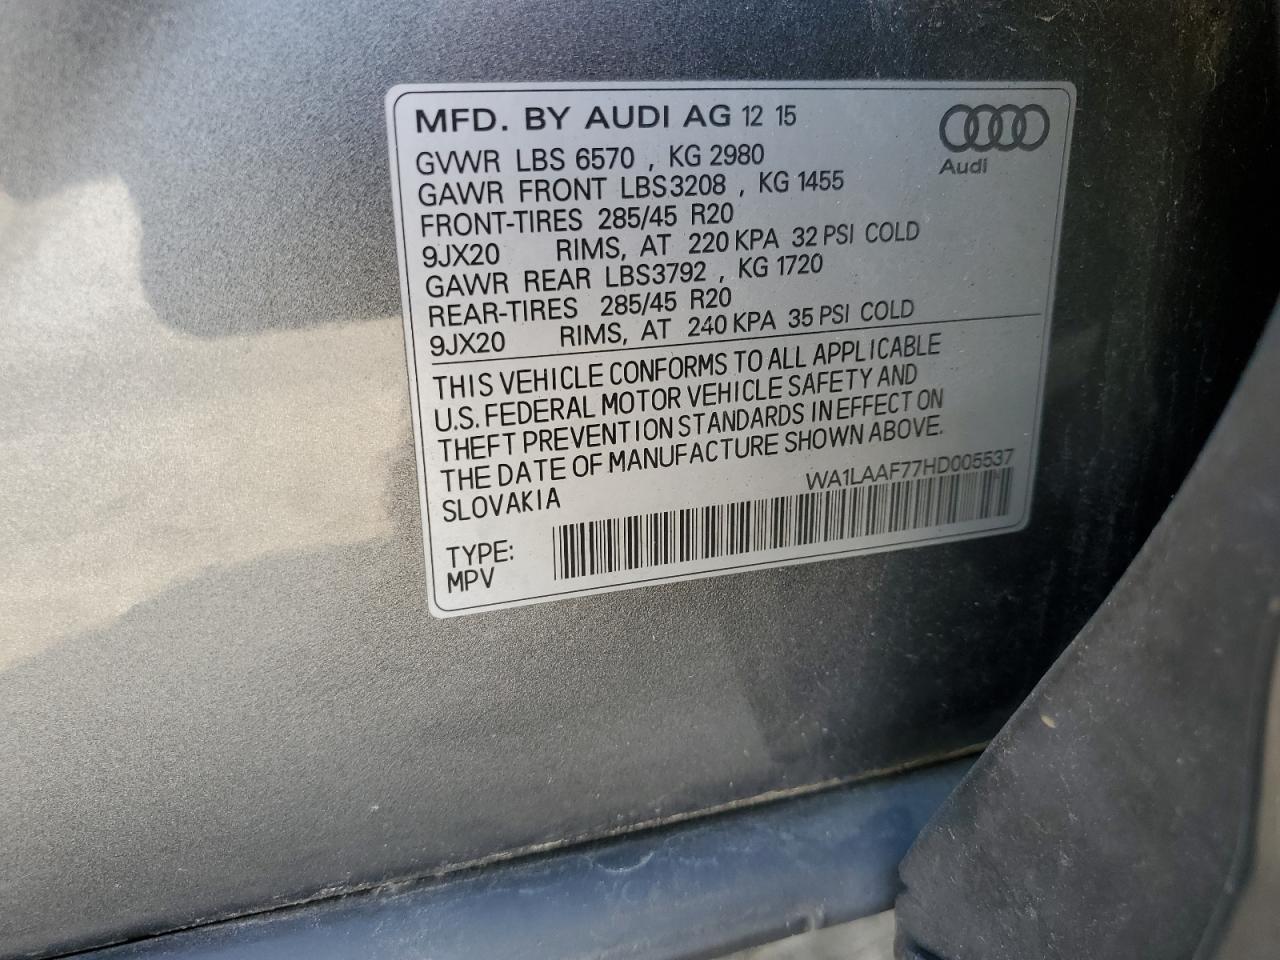 MFD. BY AUDI AG 12 15
Audi
GVWR LBS 6570 , KG 2980
GAWR FRONT LBS3208 , KG 1455
FRONT-TIRES 285/45 R20
9JX20 RIMS, AT 220 KPA 32 PSI COLD
GAWR REAR LBS3792 , KG 1720
REAR-TIRES 285/45 R20
9JX20 RIMS, AT 240 KPA 35 PSI COLD
THIS VEHICLE CONFORMS TO ALL APPLICABLE
U.S. FEDERAL MOTOR VEHICLE SAFETY AND
THEFT PREVENTION STANDARDS IN EFFECT ON
THE DATE OF MANUFACTURE SHOWN ABOVE.
SLOVAKIA
WA1LAAF77HD005537
TYPE:
MPV